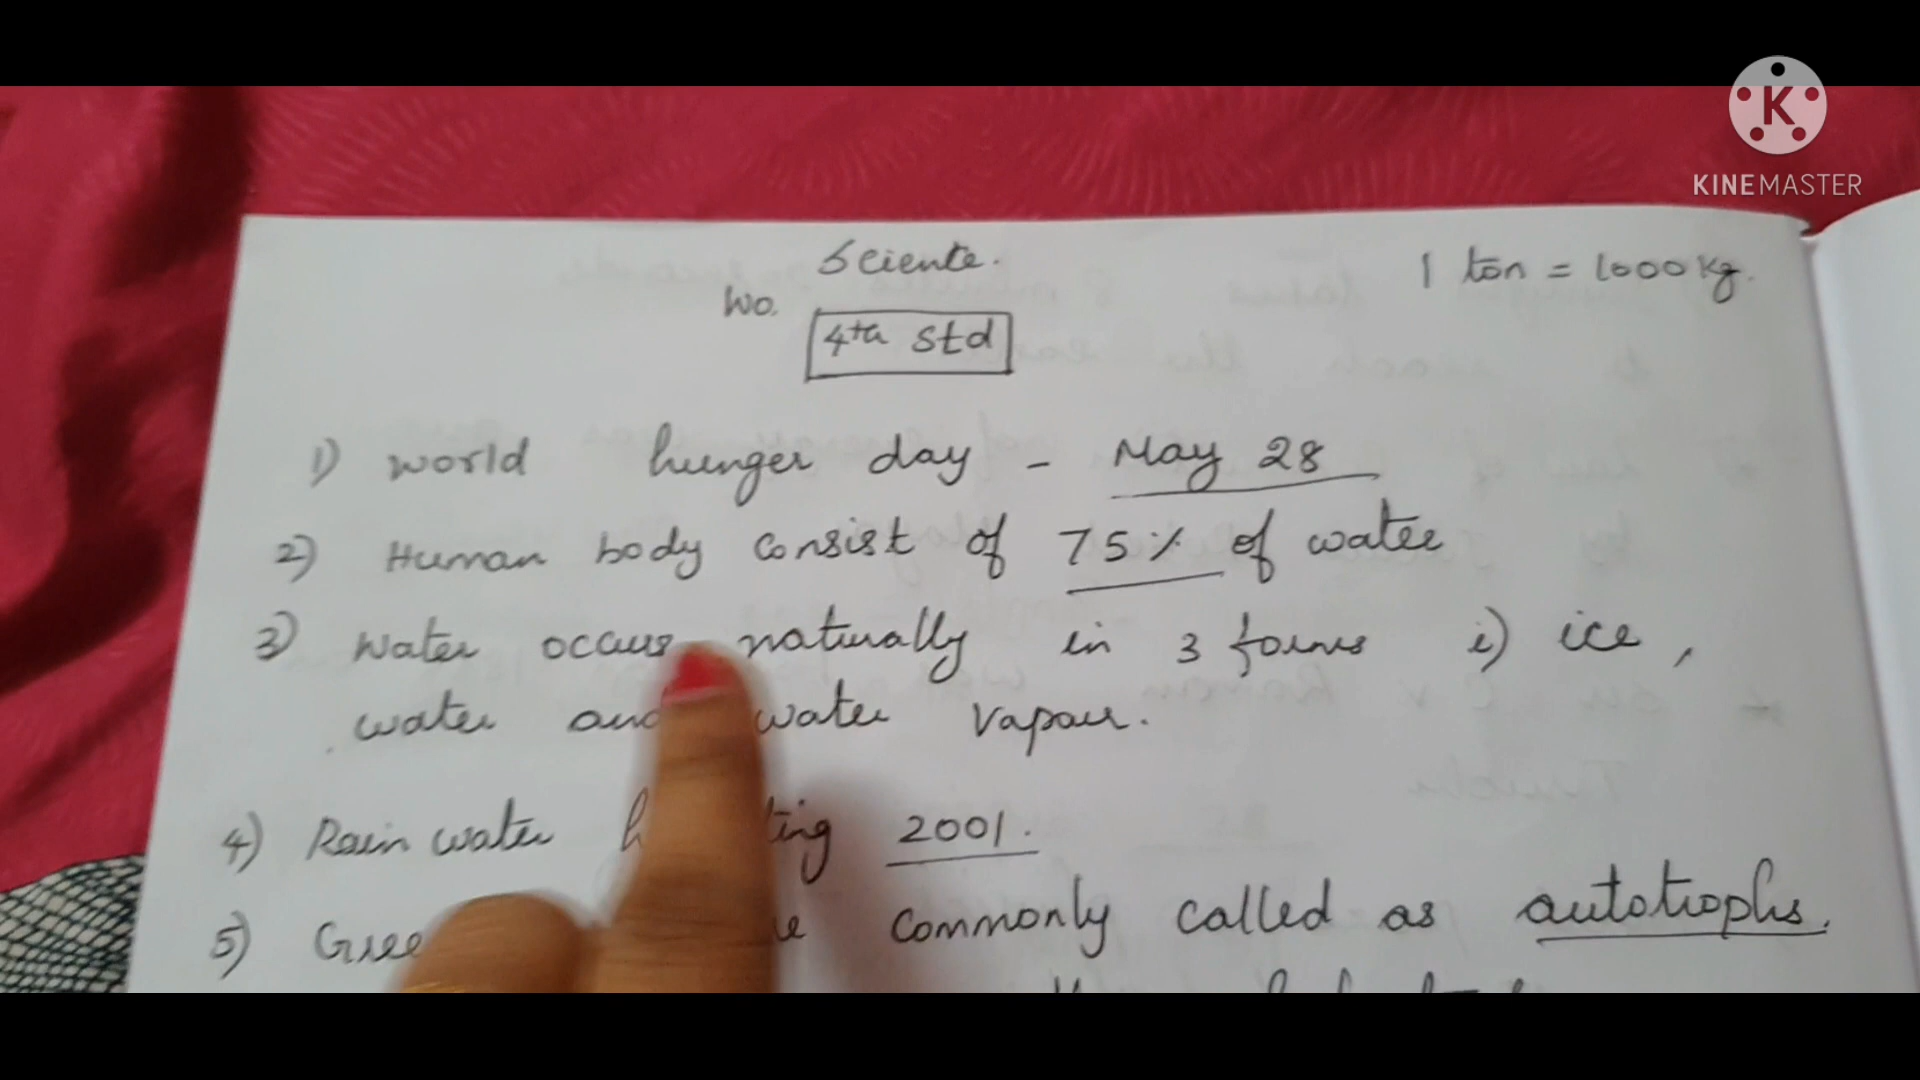 KINEMASTER
Science.
1 ton = 1000 kg.
No.
4th Std
1) World hunger day - May 28
2) Human body consist of 75% of water
3) Water occurs naturally in 3 forms i) ice,
water and water vapour.
4) Rain water 2001.
5) commonly called as autotrophs.